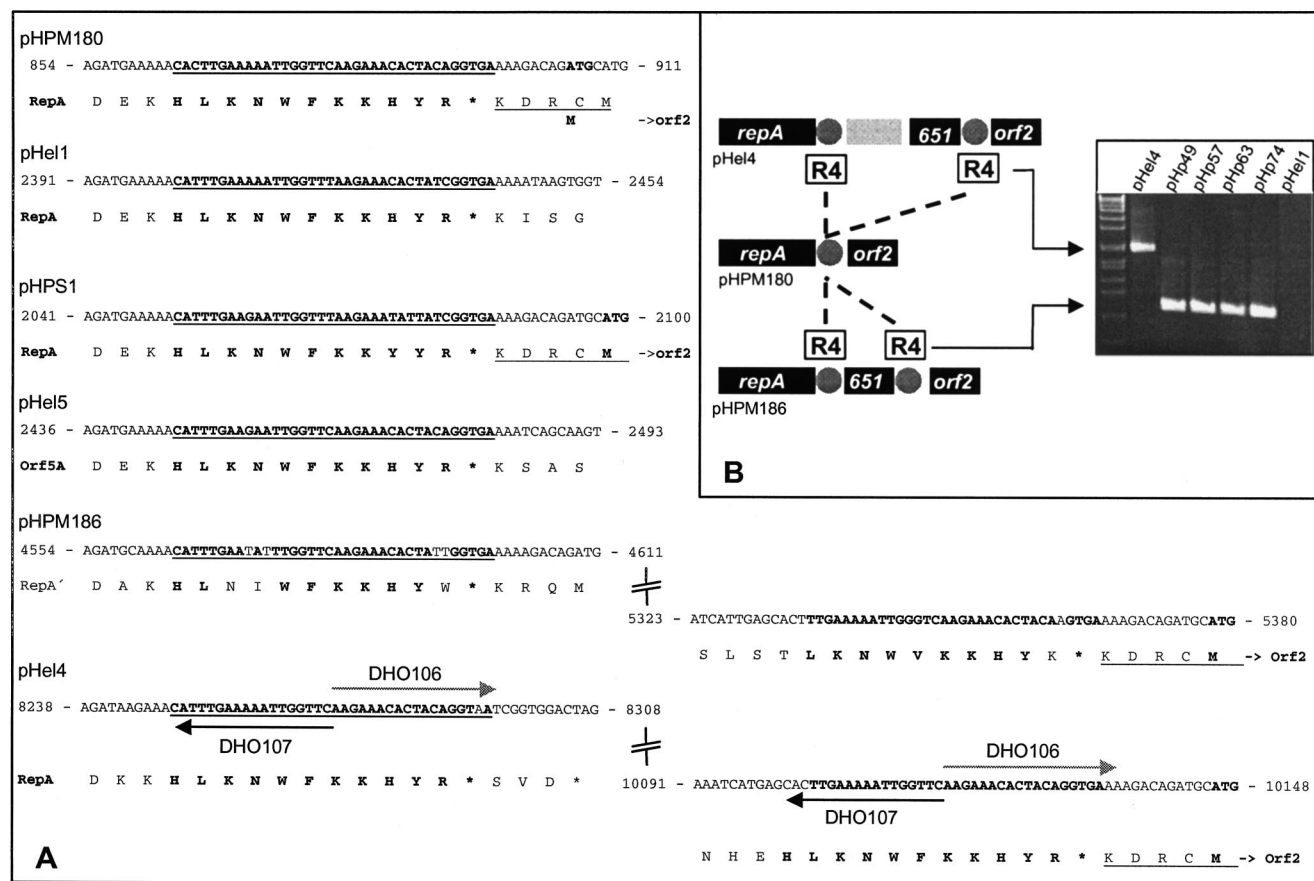 pHPM180
854 - AGATGAAAAACACTTGAAAAATTGGTTCAAGAAACACTACAGGTGAAAAGACAGATGCATG - 911
RepA D E K H L K N W F K K H Y R * K D R C M
M ->orf2
pHel1
2391 - AGATGAAAAACATTTGAAAAATTGGTTTAAGAAACACTATCGGTGAAAAATAAGTGGT - 2454
RepA D E K H L K N W F K K H Y R * K I S G
pHPS1
2041 - AGATGAAAAACATTTGAAGAATTGGTTTAAGAAATATTATCGGTGAAAAGACAGATGCATG - 2100
RepA D E K H L K N W F K K Y Y R * K D R C M ->orf2
pHel5
2436 - AGATGAAAAACATTTGAAGAATTGGTTCAAGAAACACTACAGGTGAAAATCAGCAAGT - 2493
Orf5A D E K H L K N W F K K H Y R * K S A S
pHPM186
4554 - AGATGCAAAACATTTGAATATTTGGTTCAAGAAACACTATTGGTGAAAAAGACAGATG - 4611
RepA´ D A K H L N I W F K K H Y W * K R Q M
5323 - ATCATTGAGCACTTTGAAAAATTGGGTCAAGAAACACTACAAGTGAAAAGACAGATGCATG - 5380
S L S T L K N W V K K H Y K * K D R C M -> Orf2
pHel4
DHO106
8238 - AGATAAGAAACATTTGAAAAATTGGTTCAAGAAACACTACAGGTAATCGGTGGACTAG - 8308
DHO107
RepA D K K H L K N W F K K H Y R * S V D *
DHO106
10091 - AAATCATGAGCACTTGAAAAATTGGTTCAAGAAACACTACAGGTGAAAAGACAGATGCATG - 10148
DHO107
N H E H L K N W F K K H Y R * K D R C M -> Orf2
A
repA 651 orf2
pHel4
R4 R4
repA orf2
pHPM180
R4 R4
repA 651 orf2
pHPM186
pHel4 pHp49 pHp57 pHp63 pHp74 pHel1
B